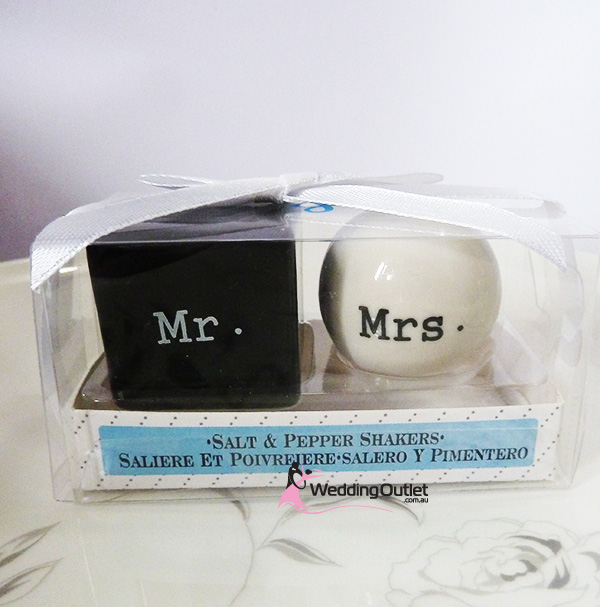 Mr.
Mrs.
·SALT & PEPPER SHAKERS·
SALIERE ET POIVREIERE·SALERO Y PIMENTERO
WeddingOutlet
.com.au